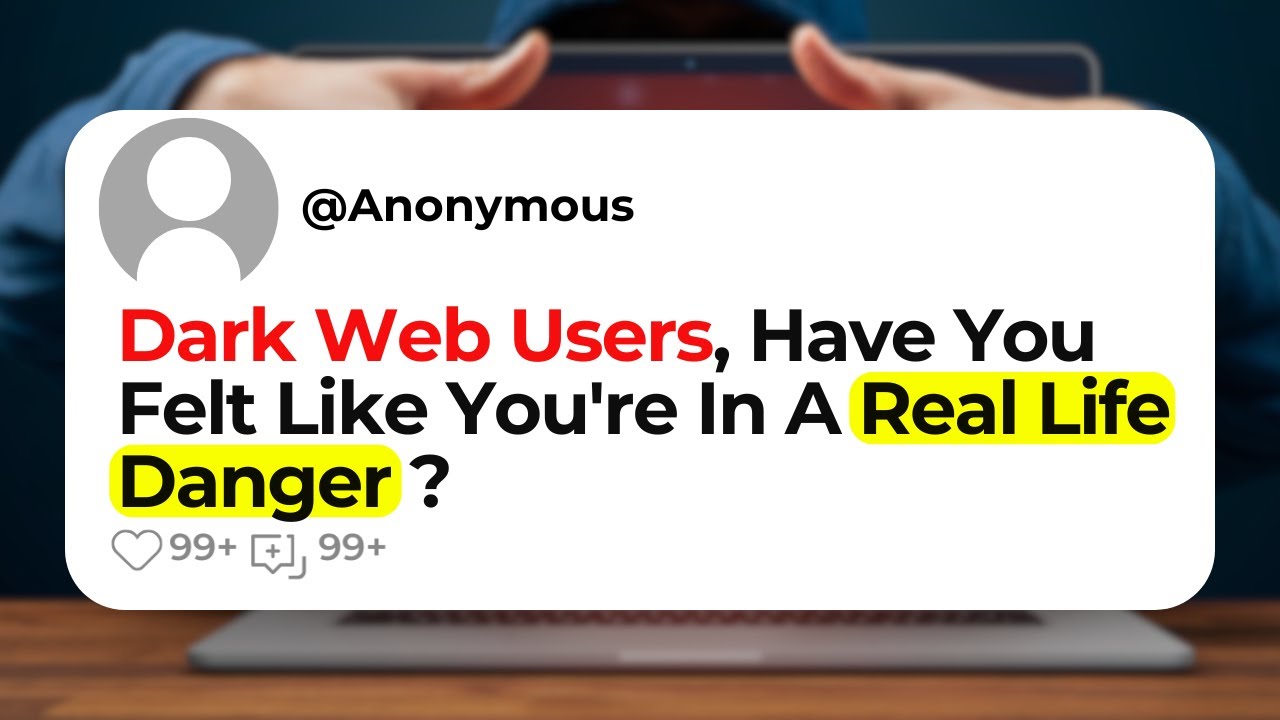 @Anonymous
Dark Web Users, Have You
Felt Like You're In A Real Life
Danger ?
99+ 99+